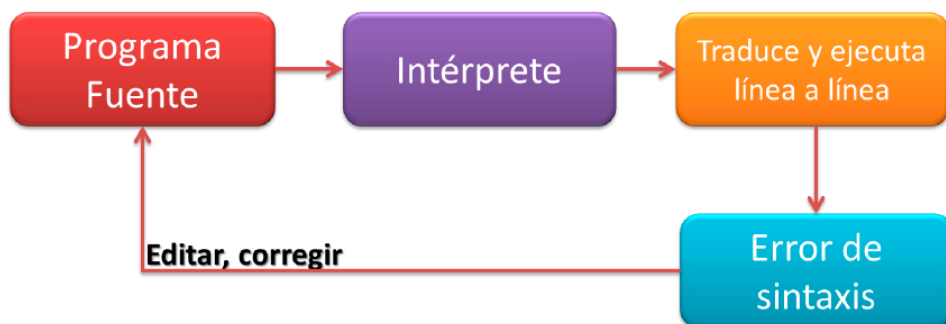 Programa
Fuente
Intérprete
Traduce y ejecuta
línea a línea
Editar, corregir
Error de
sintaxis